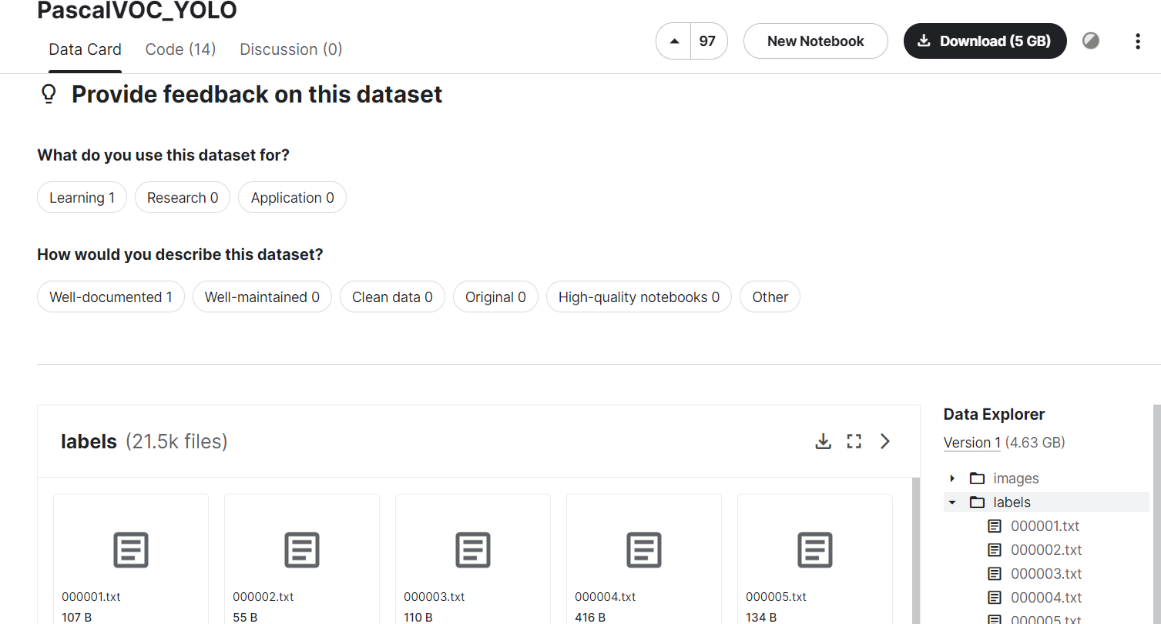 PascalVOC_YOLO
Data Card Code (14) Discussion (0)
97 New Notebook Download (5 GB)
Provide feedback on this dataset
What do you use this dataset for?
Learning 1 Research 0 Application 0
How would you describe this dataset?
Well-documented 1 Well-maintained 0 Clean data 0 Original 0 High-quality notebooks 0 Other
labels (21.5k files)
000001.txt 000002.txt 000003.txt 000004.txt 000005.txt
107 B 55 B 110 B 416 B 134 B
Data Explorer
Version 1 (4.63 GB)
images
labels
000001.txt
000002.txt
000003.txt
000004.txt
000005.txt